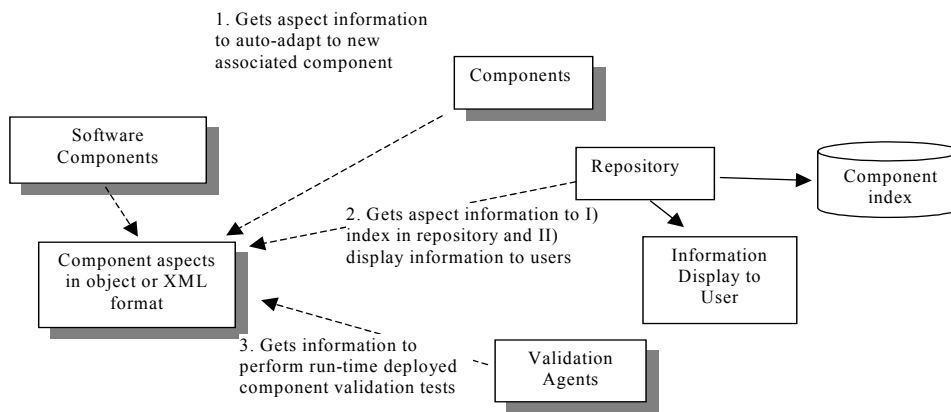 1. Gets aspect information
to auto-adapt to new
associated component
Components
Software
Components
Repository
Component
index
2. Gets aspect information to I)
index in repository and II)
display information to users
Component aspects
in object or XML
format
Information
Display to
User
3. Gets information to
perform run-time deployed
component validation tests
Validation
Agents